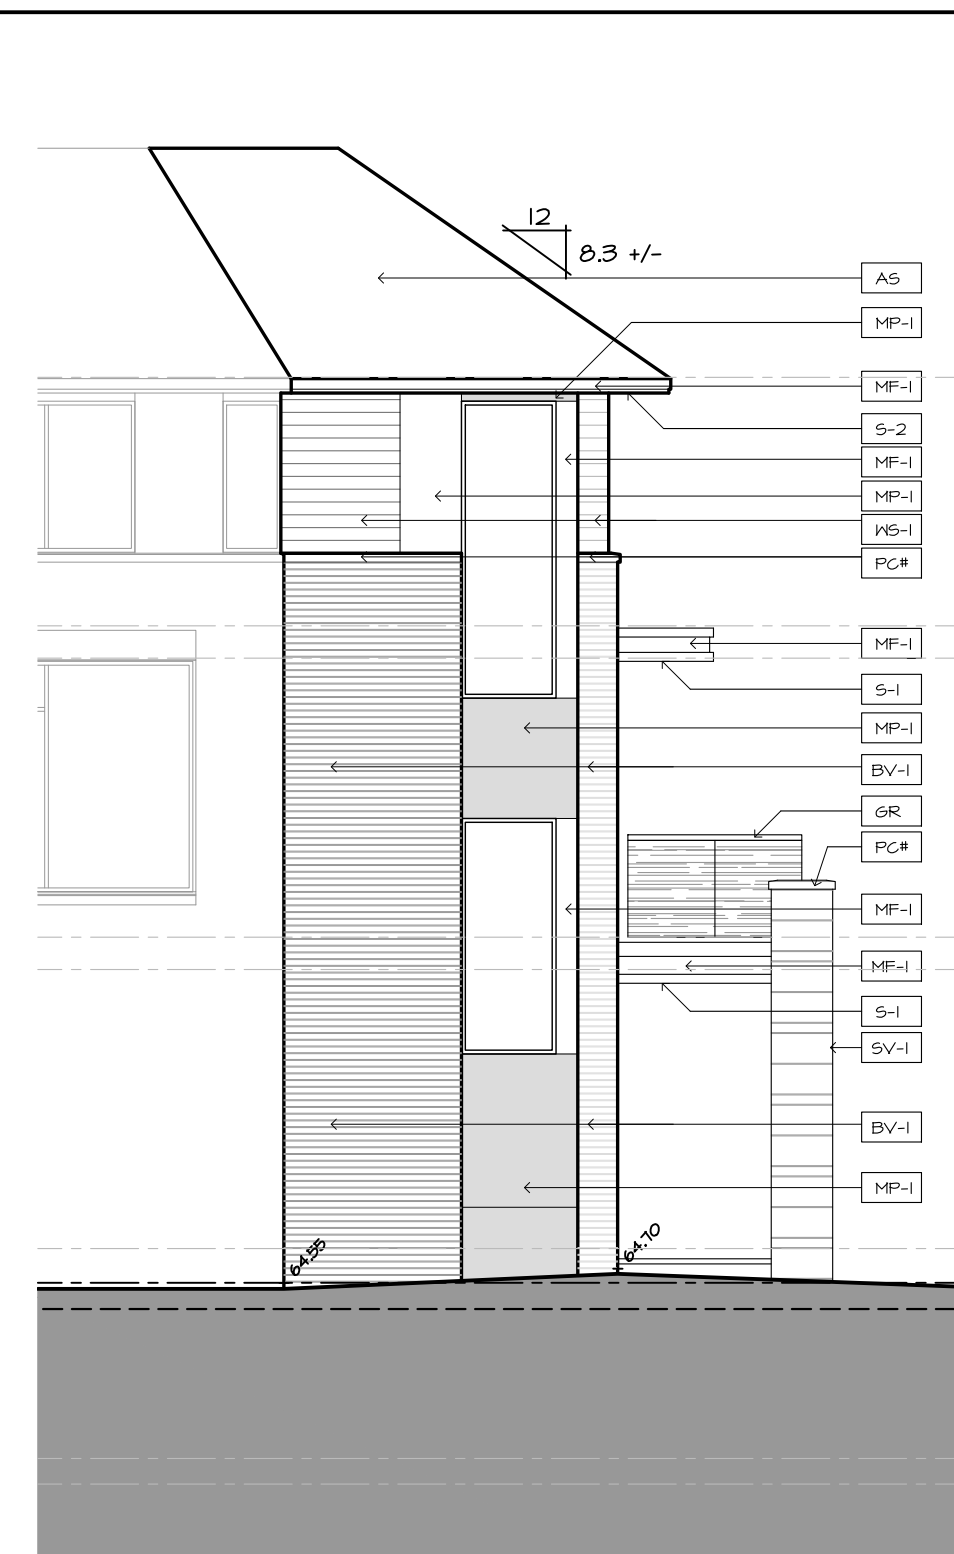 12
8.3 +/-
AS
MP-1
MF-1
S-2
MF-1
MP-1
WS-1
PC#
MF-1
S-1
MP-1
BV-1
GR
PC#
MF-1
MF-1
S-1
SV-1
BV-1
MP-1
64.55
64.70